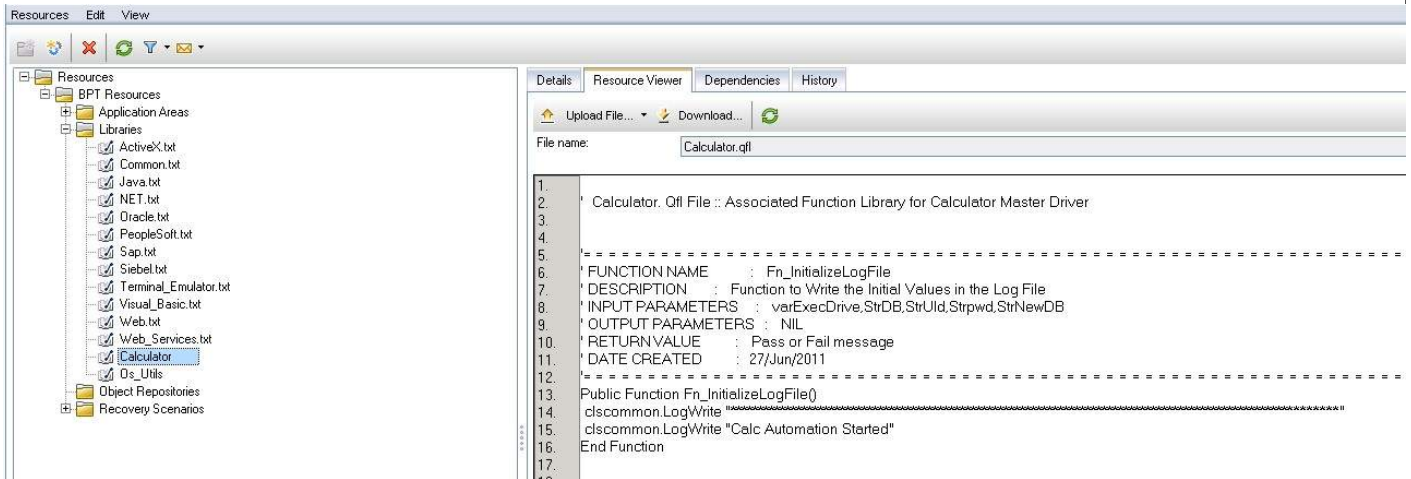 Resources Edit View
Resources
BPT Resources
Application Areas
Libraries
ActiveX.txt
Common.txt
Java.txt
NET.txt
Oracle.txt
PeopleSoft.txt
Sap.txt
Siebel.txt
Terminal_Emulator.txt
Visual_Basic.txt
Web.txt
Web_Services.txt
Calculator
Os_Utils
Object Repositories
Recovery Scenarios
Details Resource Viewer Dependencies History
Upload File... Download...
File name: Calculator.qfl
1.
2. ' Calculator. Qfl File :: Associated Function Library for Calculator Master Driver
3.
4.
5. '= = = = = = = = = = = = = = = = = = = = = = = = = = = = = = = = = = = = = = = = = = = = = = = = = = = = = = = = = = = = = =
6. ' FUNCTION NAME : Fn_InitializeLogFile
7. ' DESCRIPTION : Function to Write the Initial Values in the Log File
8. ' INPUT PARAMETERS : varExecDrive,StrDB,StrUId,Strpwd,StrNewDB
9. ' OUTPUT PARAMETERS : NIL
10. ' RETURN VALUE : Pass or Fail message
11. ' DATE CREATED : 27/Jun/2011
12. '= = = = = = = = = = = = = = = = = = = = = = = = = = = = = = = = = = = = = = = = = = = = = = = = = = = = = = = = = = = = = =
13. Public Function Fn_InitializeLogFile()
14. clscommon.LogWrite "****************************************************************************************"
15. clscommon.LogWrite "Calc Automation Started"
16. End Function
17.